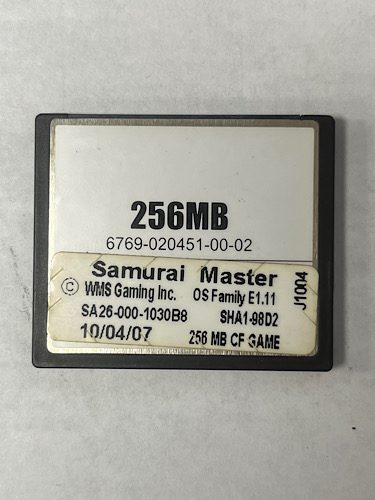 256MB
6769-020451-00-02
Samurai Master
© WMS Gaming Inc. OS Family E1.11
SA26-000-1030B8 SHA1-98D2
10/04/07 256 MB CF GAME
J1004